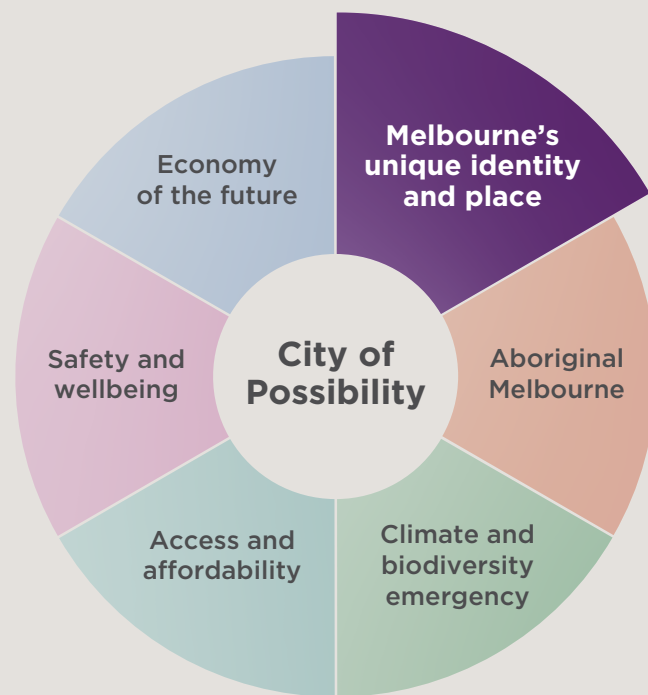 Melbourne's
unique identity
and place
Aboriginal
Melbourne
Climate and
biodiversity
emergency
Access and
affordability
Safety and
wellbeing
Economy
of the future
City of
Possibility